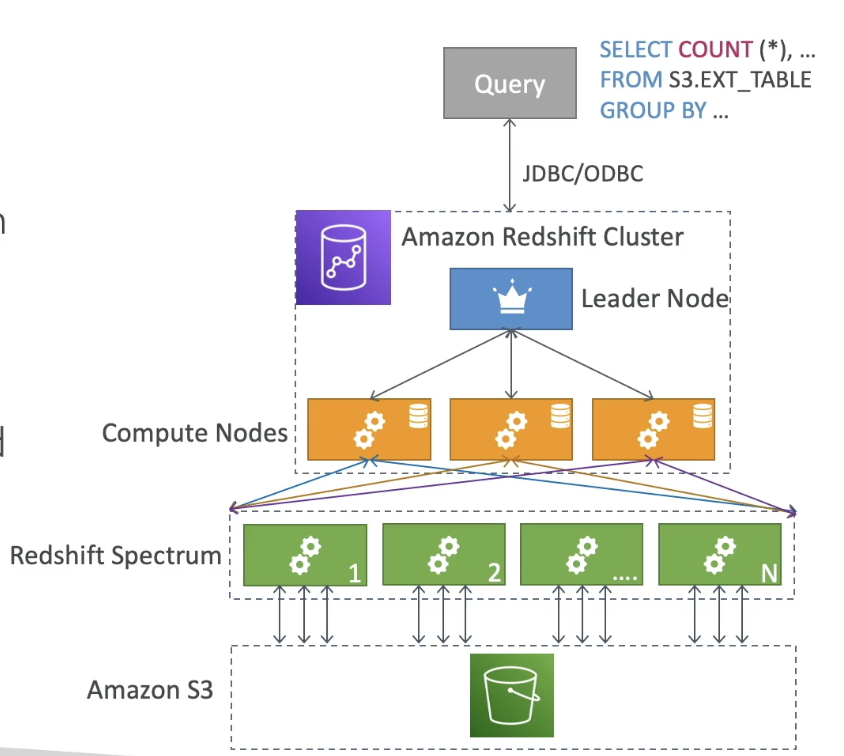 SELECT COUNT (*), ...
FROM S3.EXT_TABLE
GROUP BY ...
Query
JDBC/ODBC
Amazon Redshift Cluster
Leader Node
Compute Nodes
Redshift Spectrum
1
2
....
N
Amazon S3